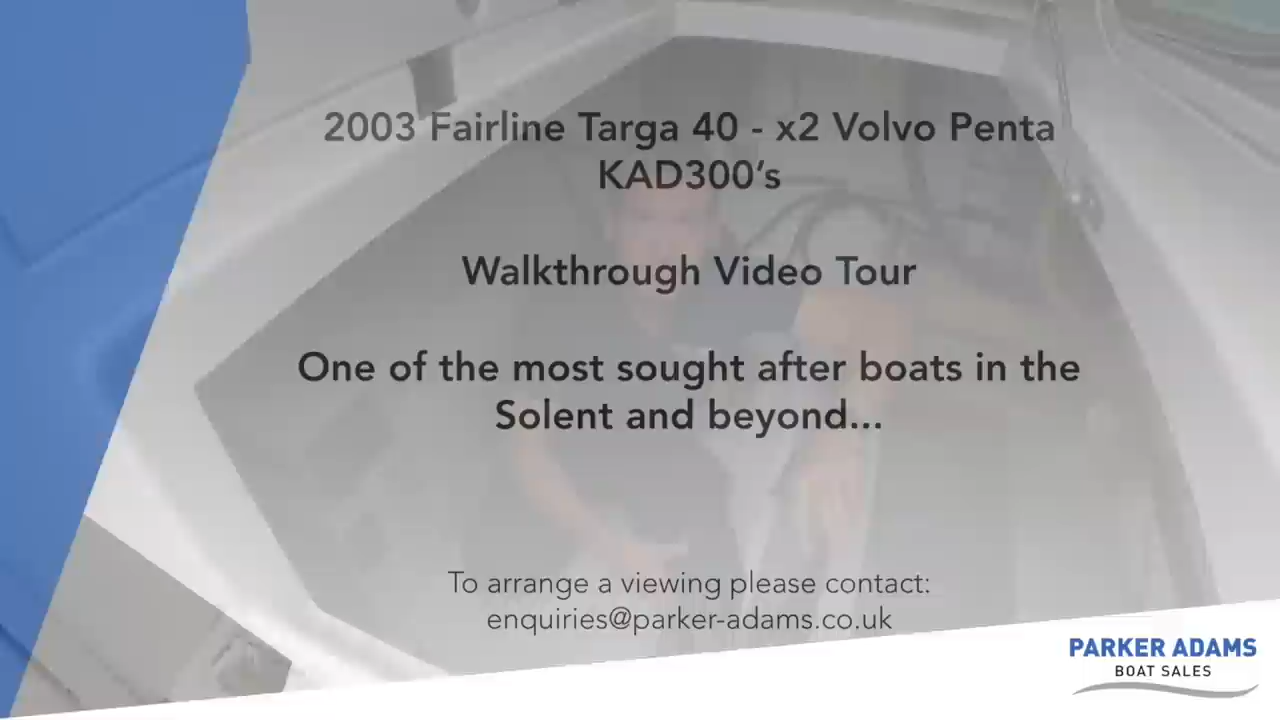 2003 Fairline Targa 40 - x2 Volvo Penta
KAD300’s
Walkthrough Video Tour
One of the most sought after boats in the
Solent and beyond...
To arrange a viewing please contact:
enquiries@parker-adams.co.uk
PARKER ADAMS
BOAT SALES